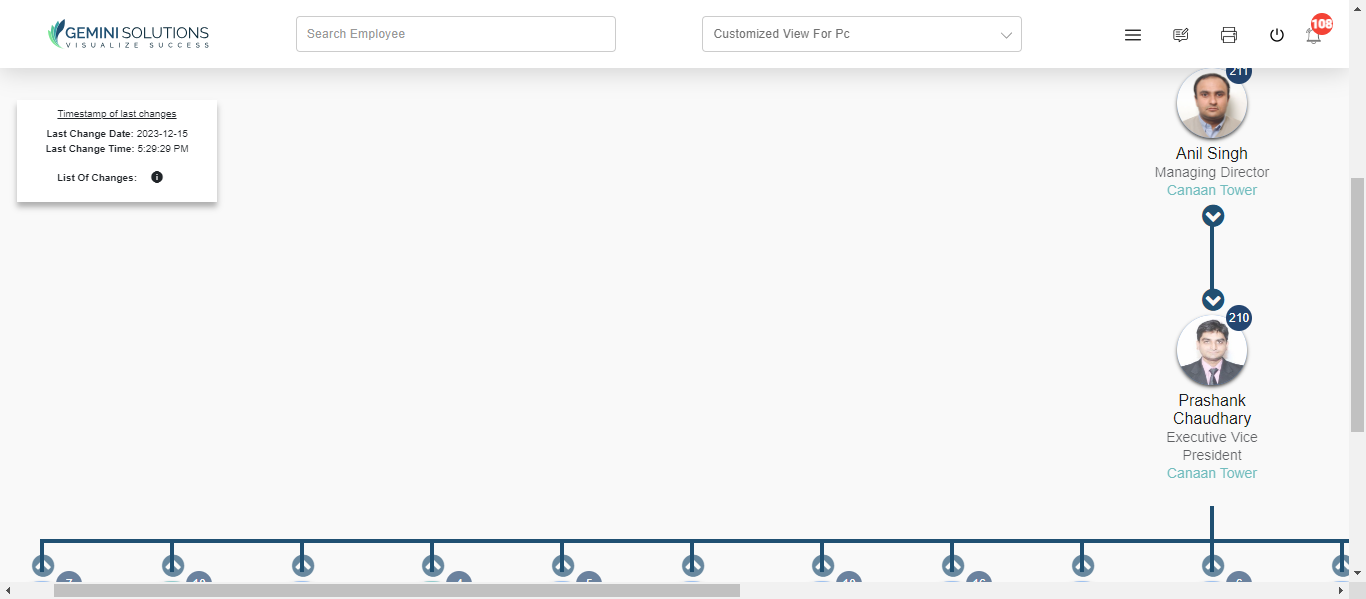 GEMINI SOLUTIONS
VISUALIZE SUCCESS
Search Employee
Customized View For Pc
108
Timestamp of last changes
Last Change Date: 2023-12-15
Last Change Time: 5:29:29 PM
List Of Changes:
211
Anil Singh
Managing Director
Canaan Tower
210
Prashank
Chaudhary
Executive Vice
President
Canaan Tower